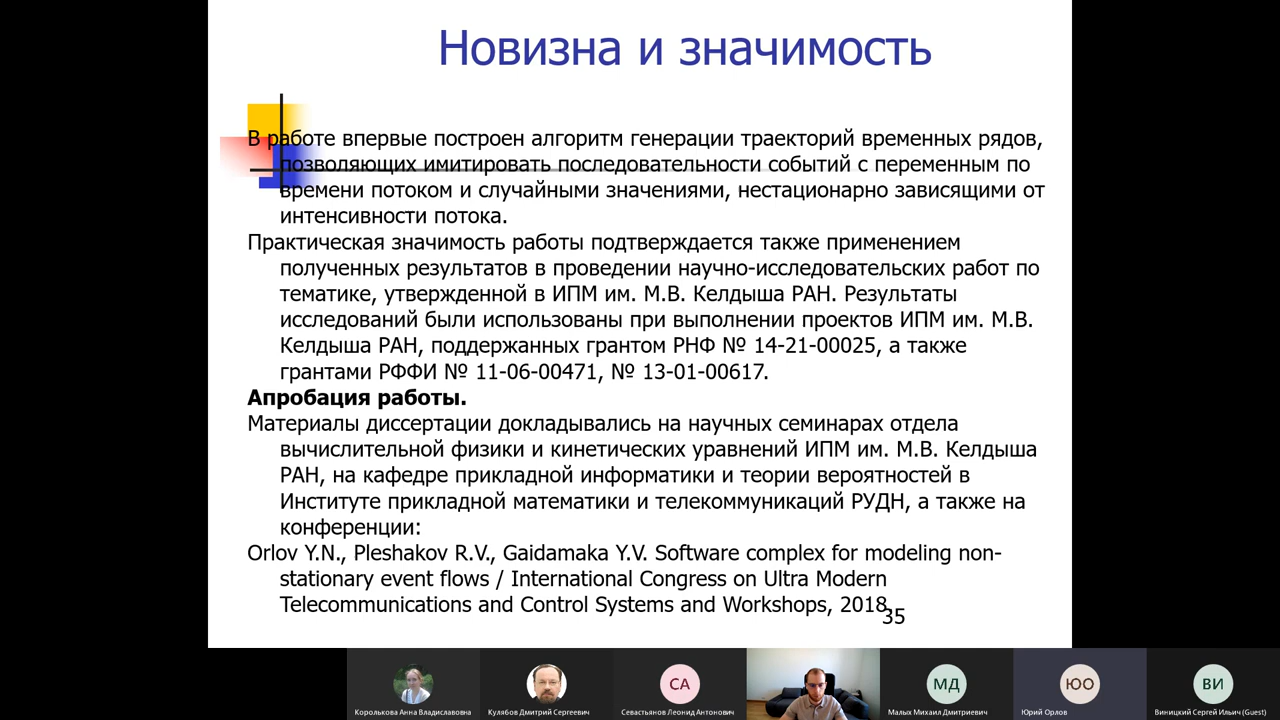 Новизна и значимость
В работе впервые построен алгоритм генерации траекторий временных рядов,
позволяющих имитировать последовательности событий с переменным по
времени потоком и случайными значениями, нестационарно зависящими от
интенсивности потока.
Практическая значимость работы подтверждается также применением
полученных результатов в проведении научно-исследовательских работ по
тематике, утвержденной в ИПМ им. М.В. Келдыша РАН. Результаты
исследований были использованы при выполнении проектов ИПМ им. М.В.
Келдыша РАН, поддержанных грантом РНФ № 14-21-00025, а также
грантами РФФИ № 11-06-00471, № 13-01-00617.
Апробация работы.
Материалы диссертации докладывались на научных семинарах отдела
вычислительной физики и кинетических уравнений ИПМ им. М.В. Келдыша
РАН, на кафедре прикладной информатики и теории вероятностей в
Институте прикладной математики и телекоммуникаций РУДН, а также на
конференции:
Orlov Y.N., Pleshakov R.V., Gaidamaka Y.V. Software complex for modeling non-
stationary event flows / International Congress on Ultra Modern
Telecommunications and Control Systems and Workshops, 2018.
35
СА
МД
ЮО
ВИ
Королькова Анна Владиславовна
Кулябов Дмитрий Сергеевич
Севастьянов Леонид Антонович
Малых Михаил Дмитриевич
Юрий Орлов
Виницкий Сергей Ильич (Guest)